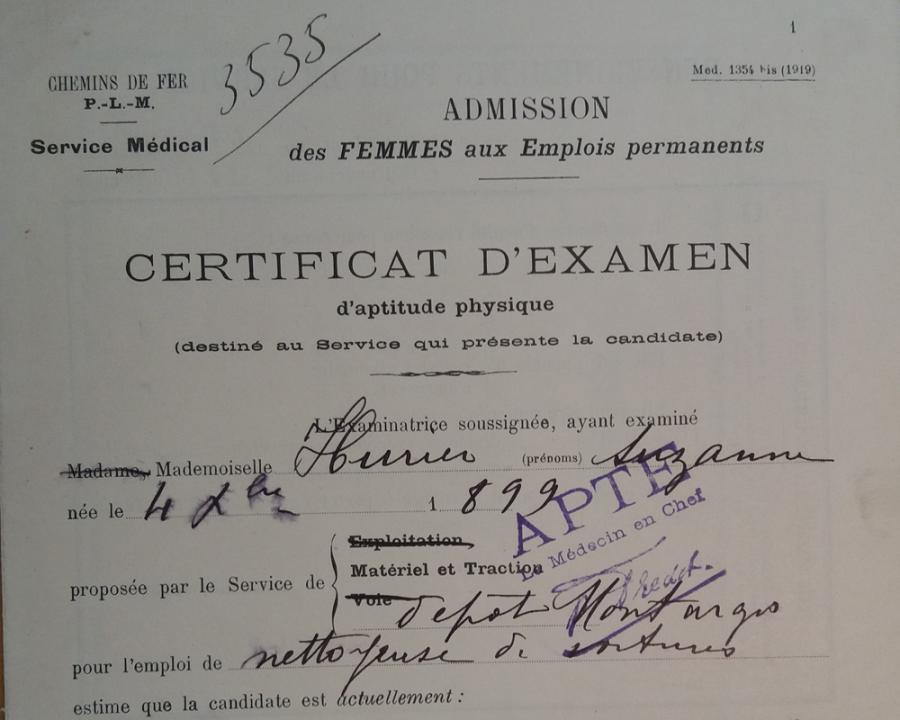 1
CHEMINS DE FER
P.-L.-M.
Service Médical
3535
Med. 1354 bis (1919)
ADMISSION
des FEMMES aux Emplois permanents
CERTIFICAT D'EXAMEN
d'aptitude physique
(destiné au Service qui présente la candidate)
L'Examinatrice soussignée, ayant examiné
Madame, Mademoiselle Hurier (prénoms) Suzanne
née le 4 Xbre 1899
APTE
Le Médecin en Chef
proposée par le Service de
Exploitation,
Matériel et Traction
Voie
depôt Montargis
pour l'emploi de nettoyeuse de voitures
estime que la candidate est actuellement :